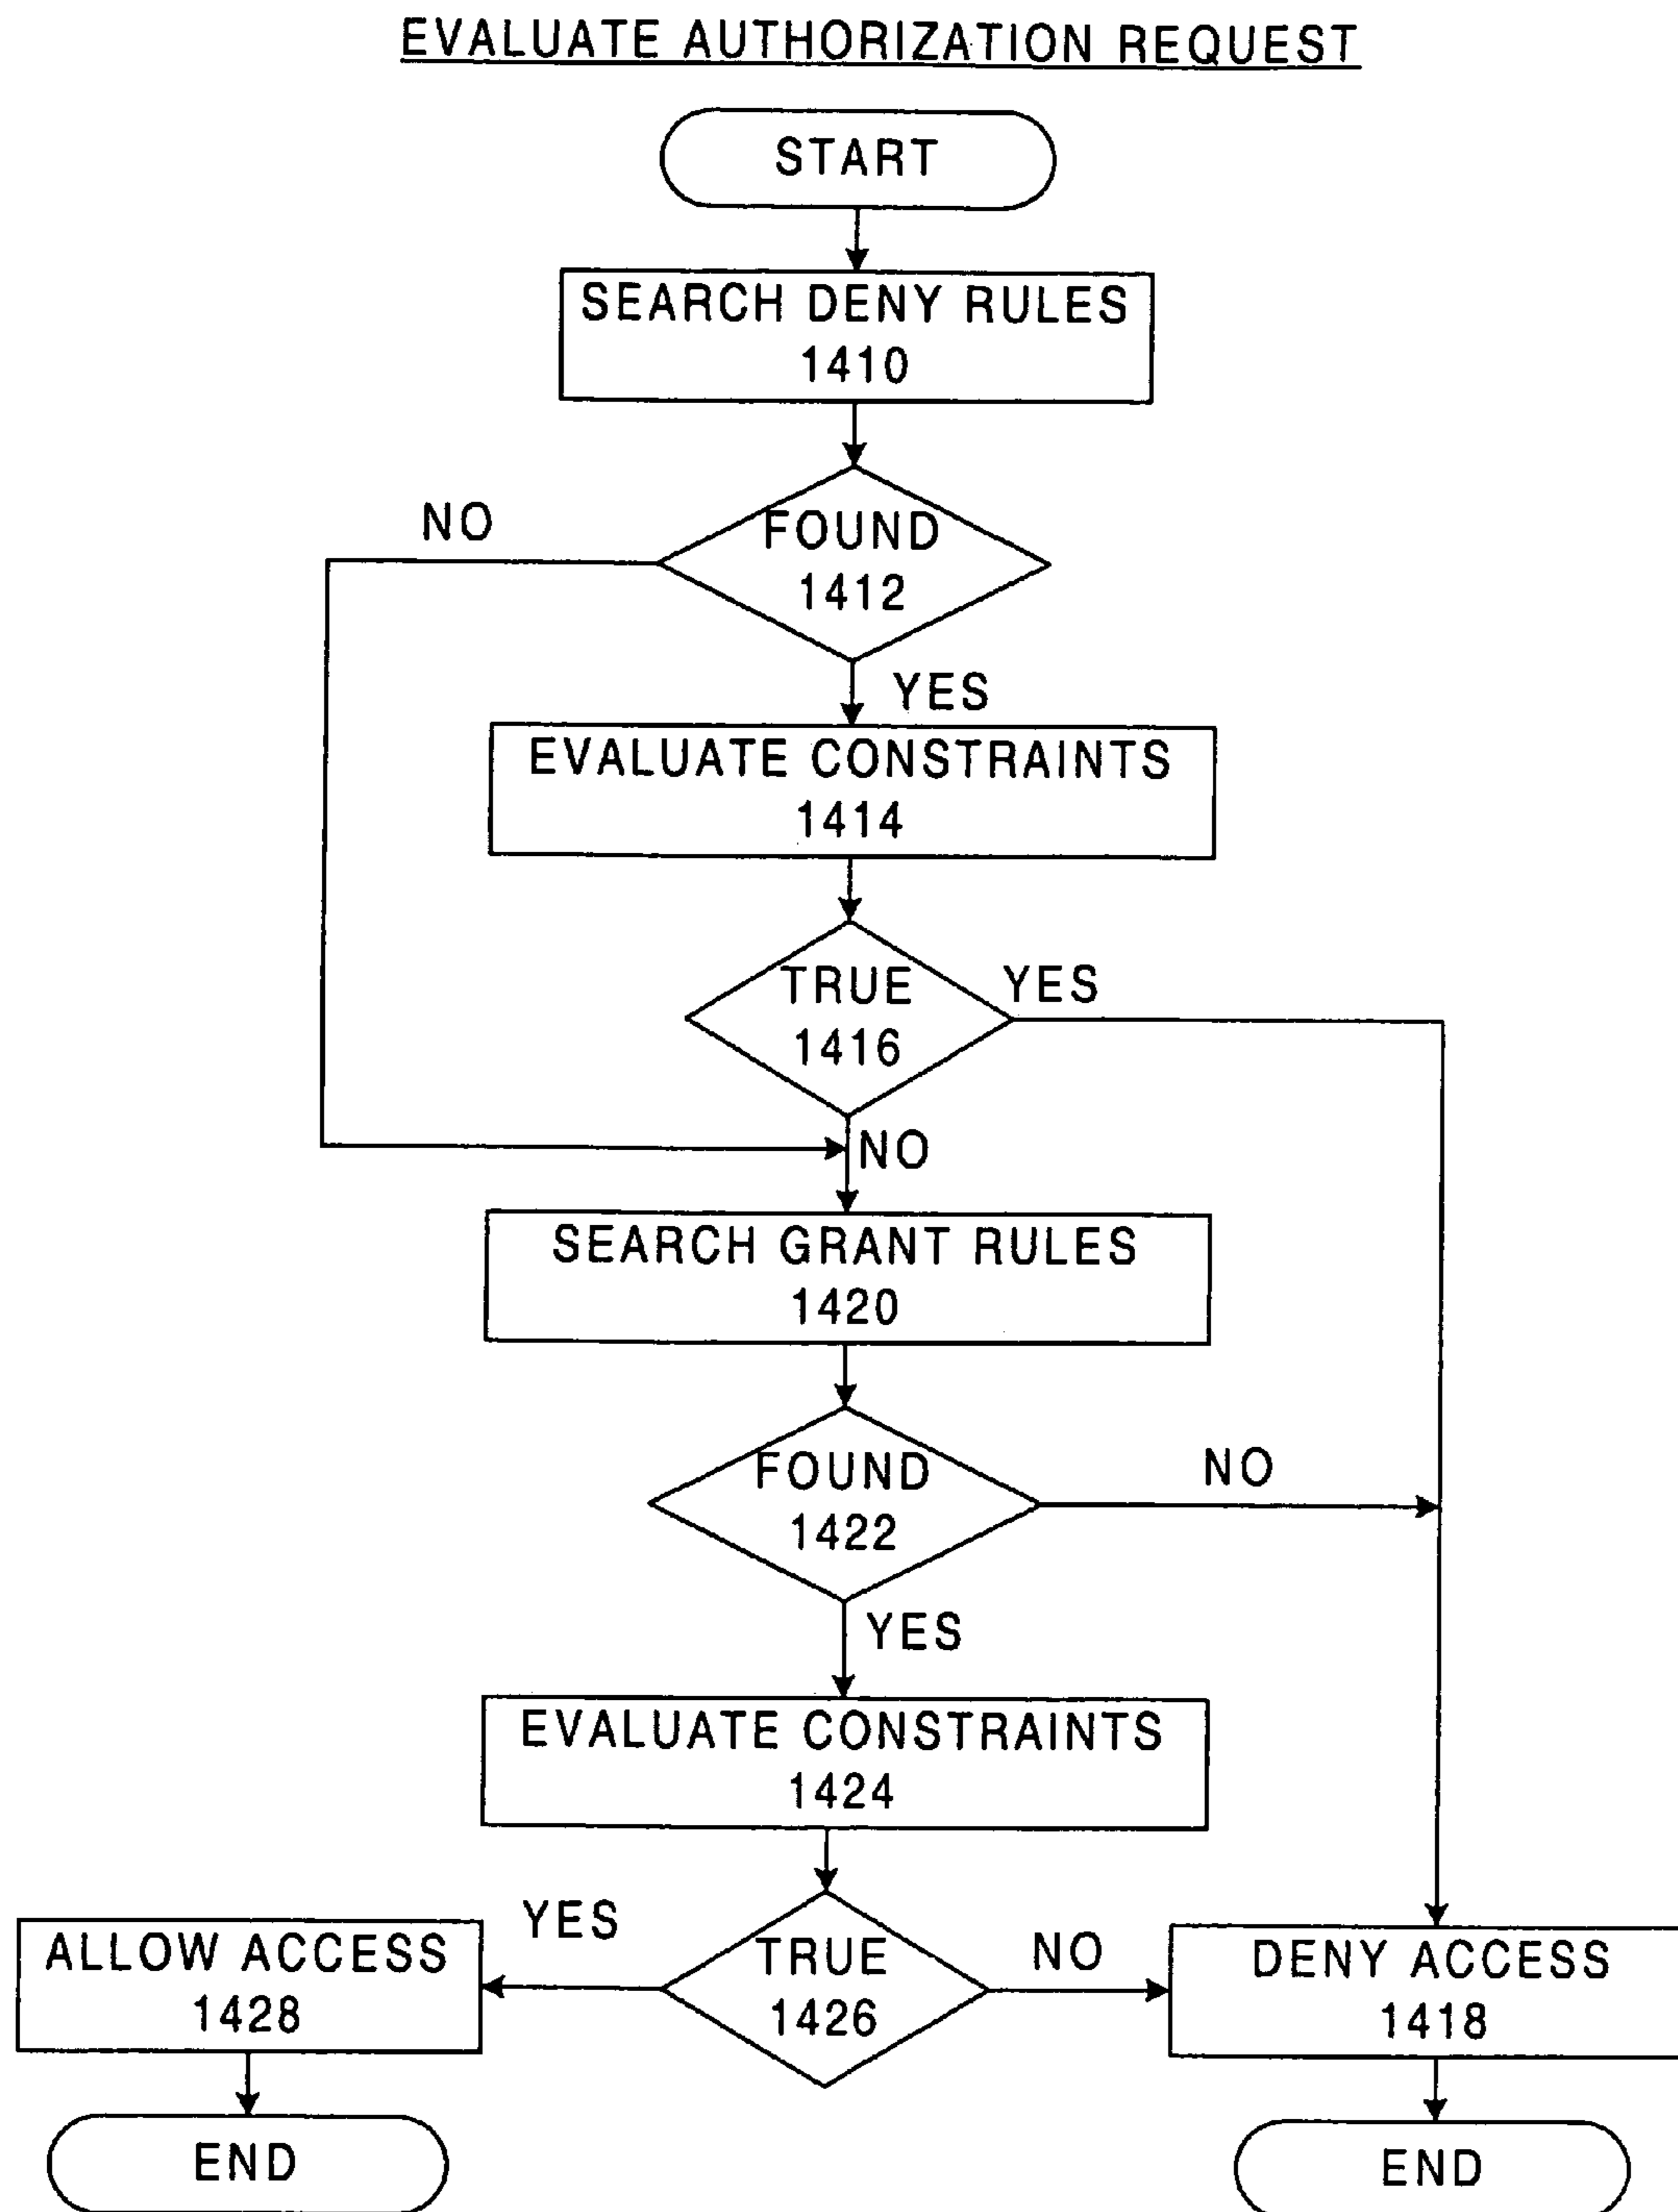 EVALUATE AUTHORIZATION REQUEST
START
SEARCH DENY RULES
1410
NO
FOUND
1412
YES
EVALUATE CONSTRAINTS
1414
TRUE
1416
YES
NO
SEARCH GRANT RULES
1420
FOUND
1422
NO
YES
EVALUATE CONSTRAINTS
1424
YES
TRUE
1426
NO
ALLOW ACCESS
1428
DENY ACCESS
1418
END
END